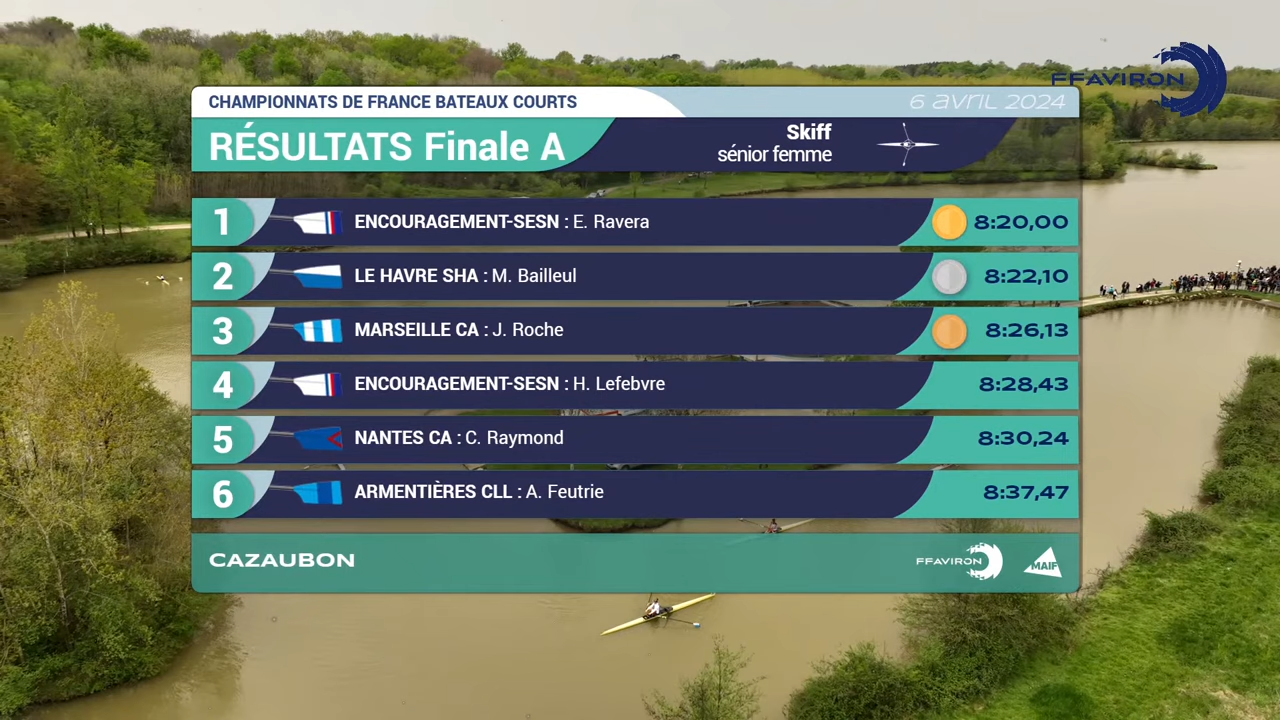 FFAVIRON
CHAMPIONNATS DE FRANCE BATEAUX COURTS
6 avril 2024
RÉSULTATS Finale A
Skiff
sénior femme
1 ENCOURAGEMENT-SESN : E. Ravera 8:20,00
2 LE HAVRE SHA : M. Bailleul 8:22,10
3 MARSEILLE CA : J. Roche 8:26,13
4 ENCOURAGEMENT-SESN : H. Lefebvre 8:28,43
5 NANTES CA : C. Raymond 8:30,24
6 ARMENTIÈRES CLL : A. Feutrie 8:37,47
CAZAUBON
FFAVIRON
MAIF